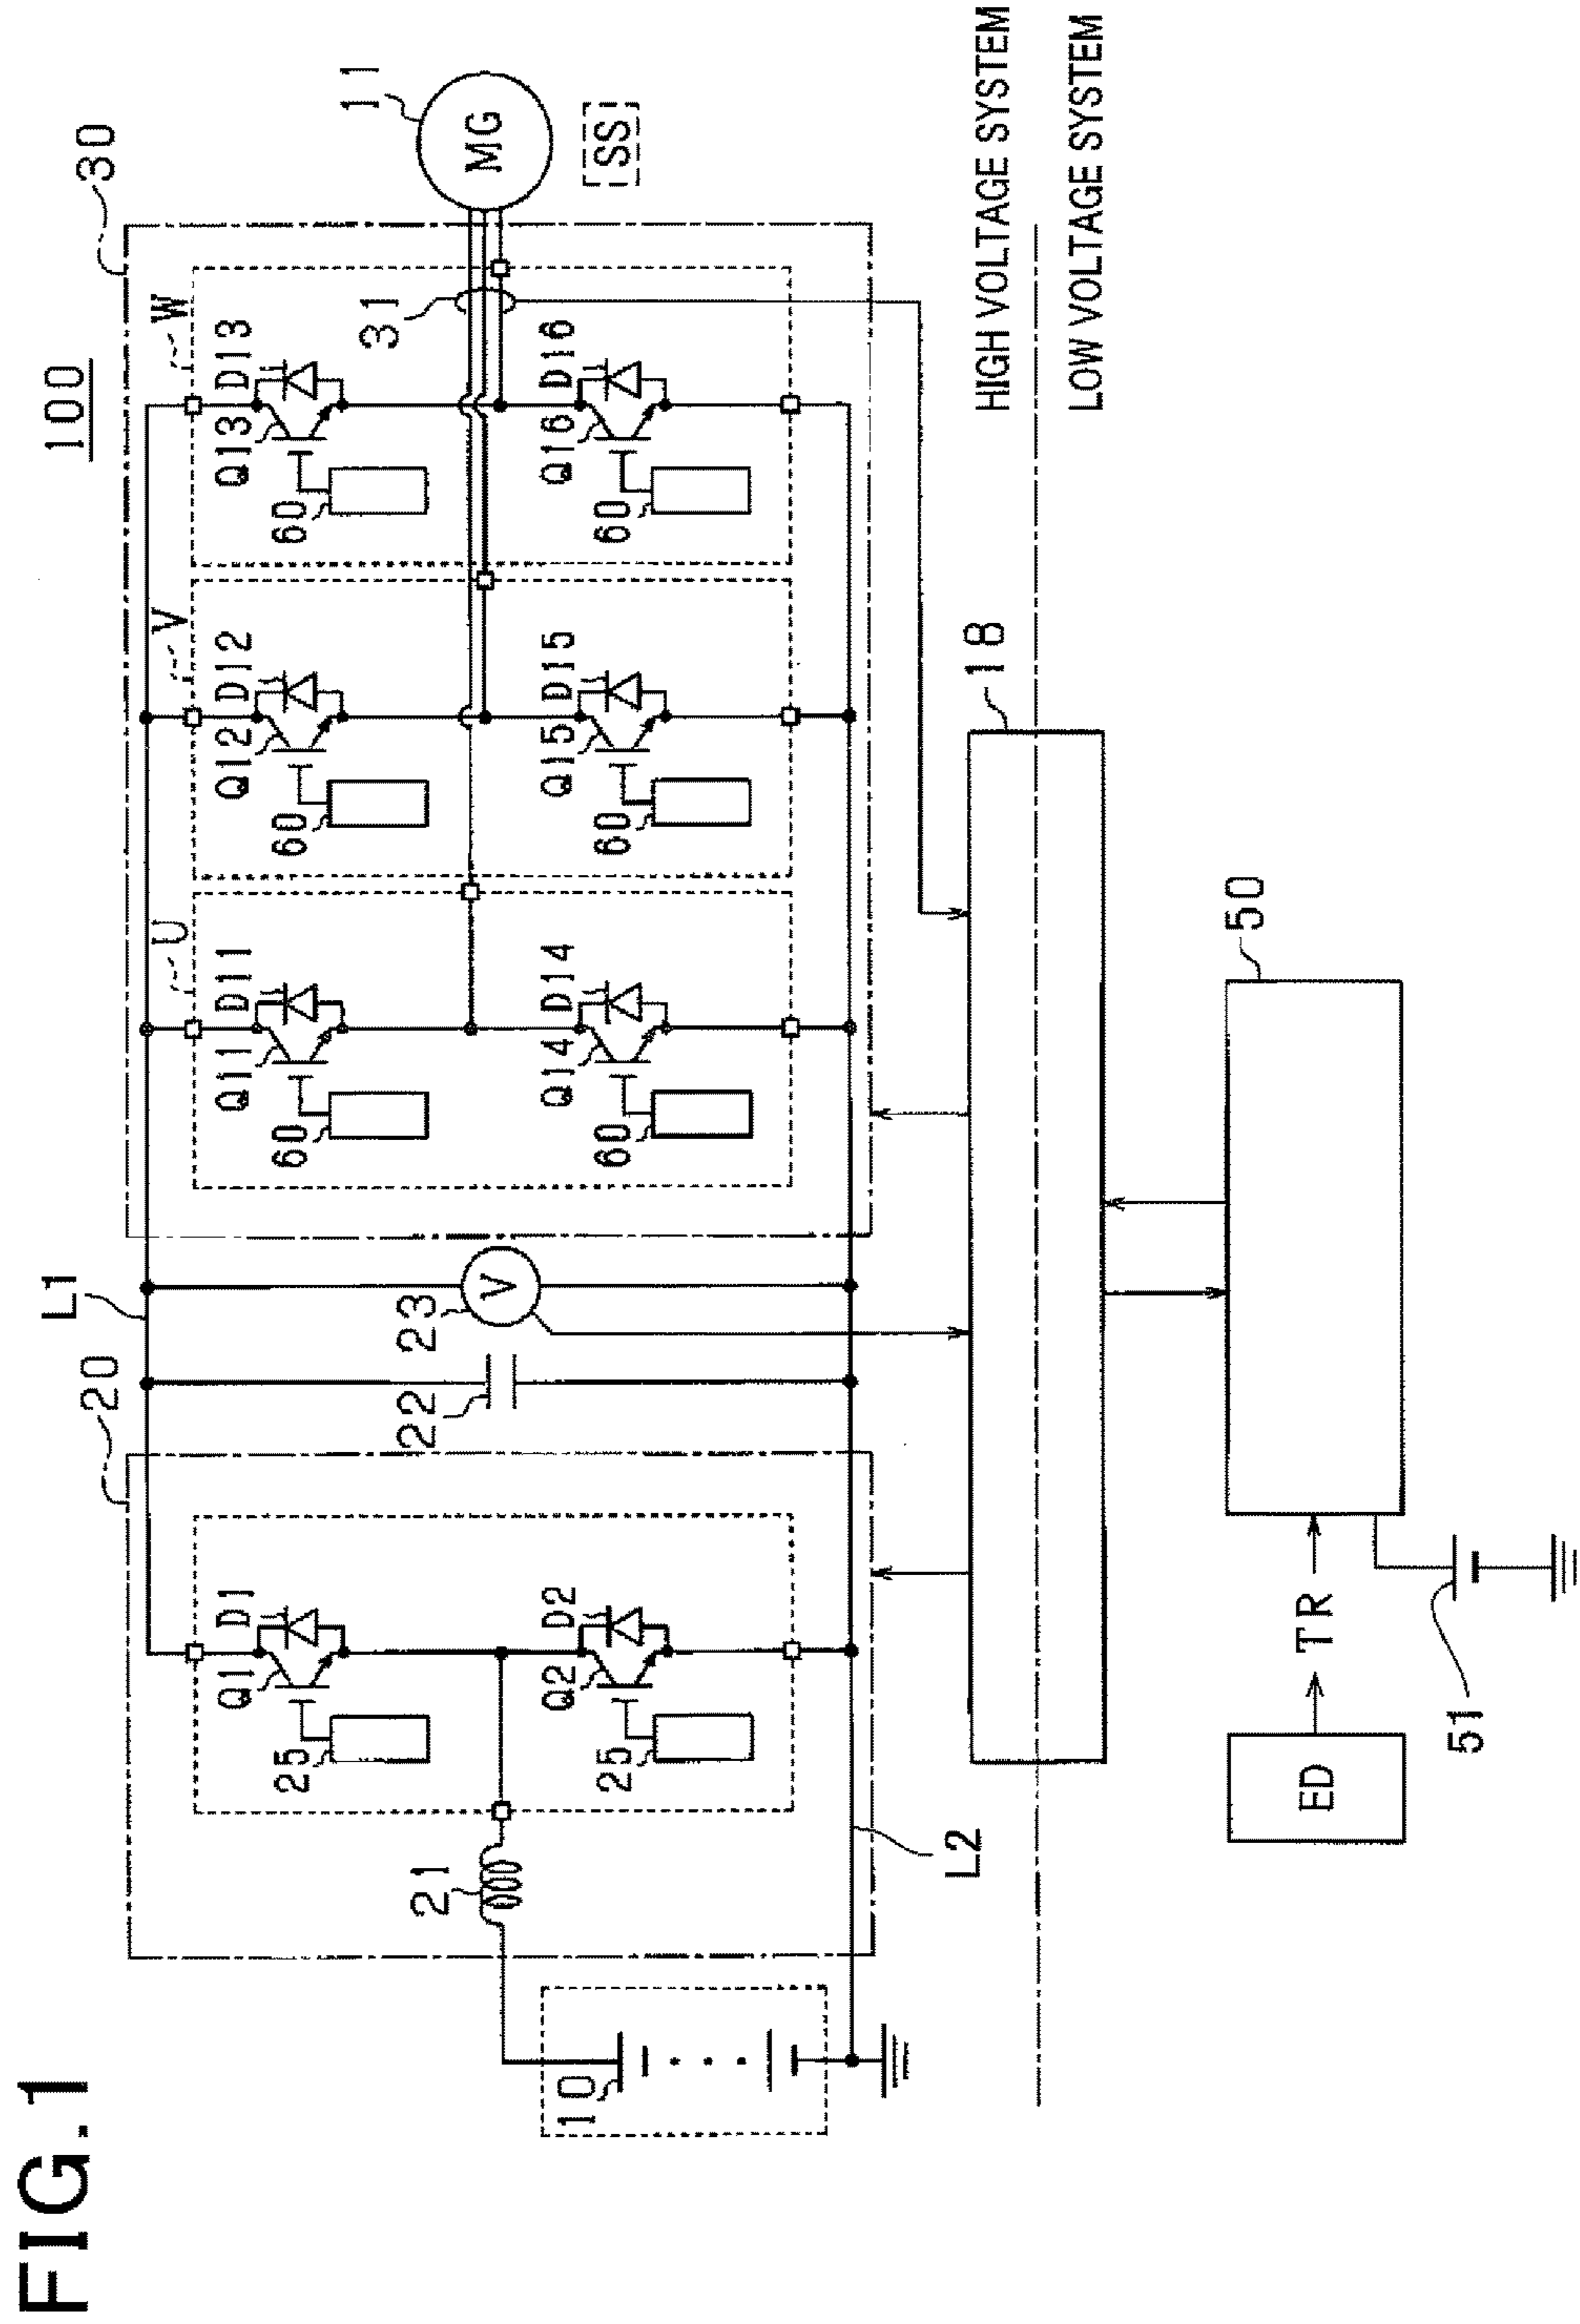 FIG.1
100
20
L1
30
U
V
W
Q1
D1
25
Q2
D2
25
21
10
L2
22
23
V
Q11
D11
60
Q14
D14
60
Q12
D12
60
Q15
D15
60
Q13
D13
60
Q16
D16
60
31
11
MG
SS
HIGH VOLTAGE SYSTEM
LOW VOLTAGE SYSTEM
18
50
ED
TR
51